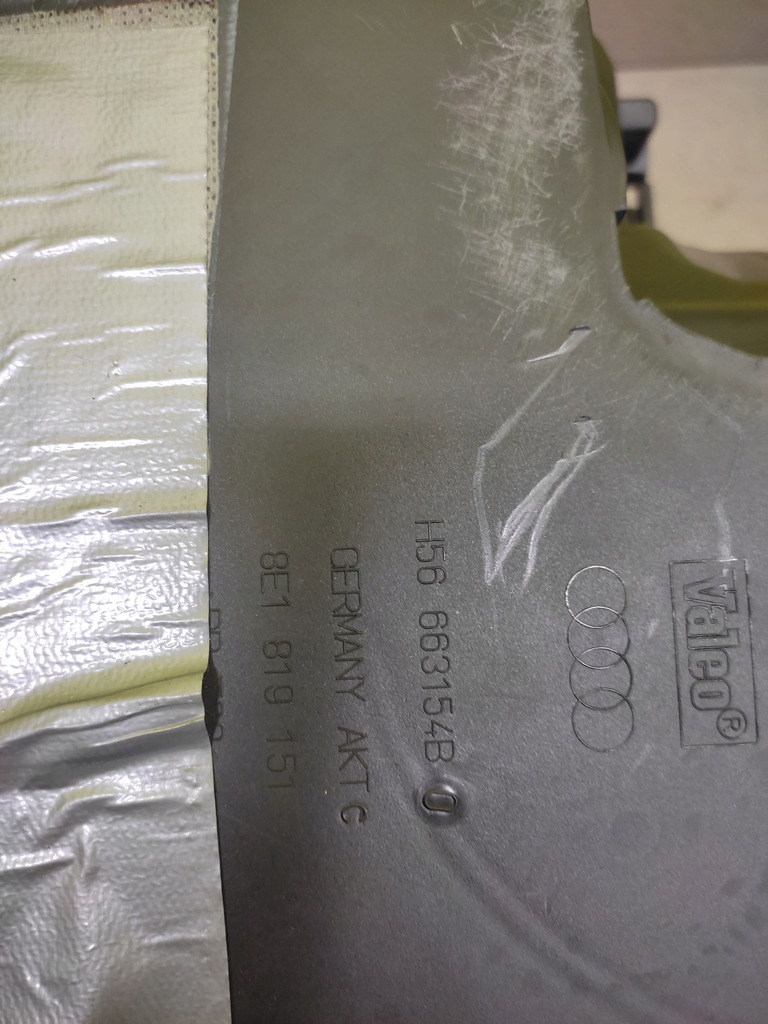 Valeo®
H56 663154B 0
GERMANY AKT C
8E1 819 151